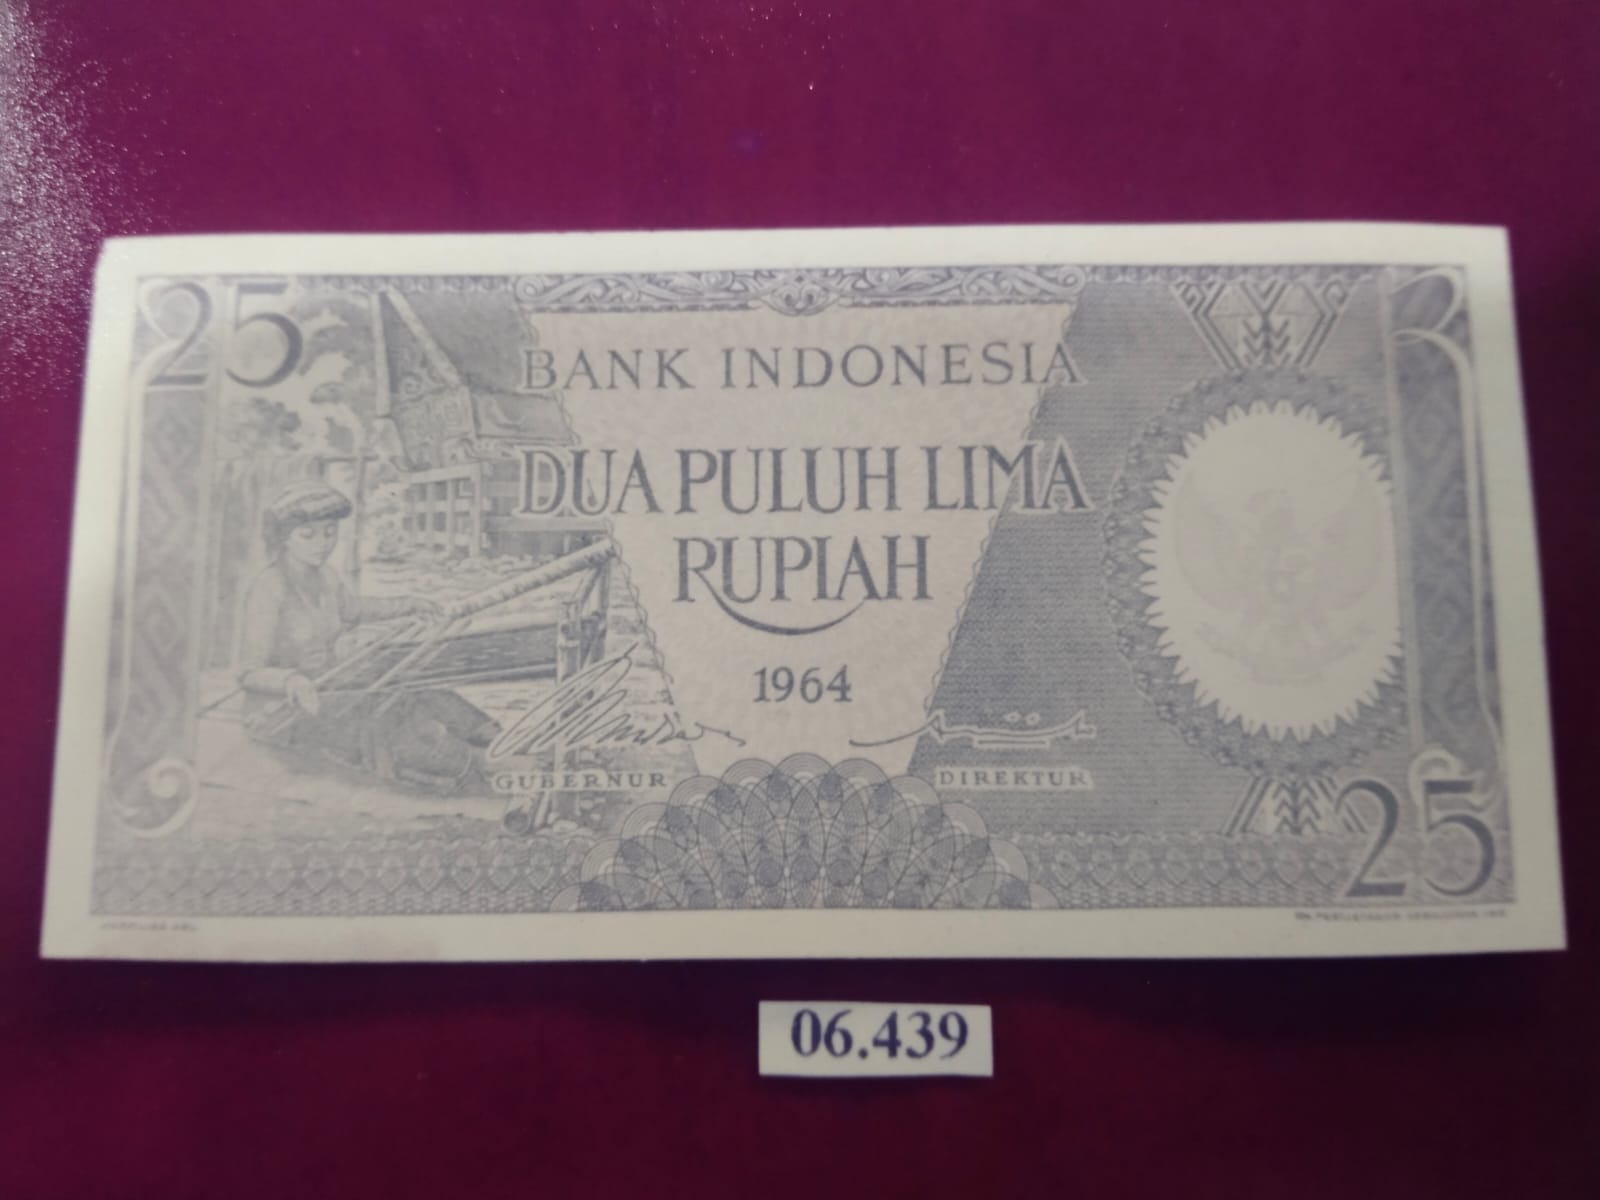 25
BANK INDONESIA
DUA PULUH LIMA
RUPIAH
1964
GUBERNUR
DIREKTUR
25
06.439